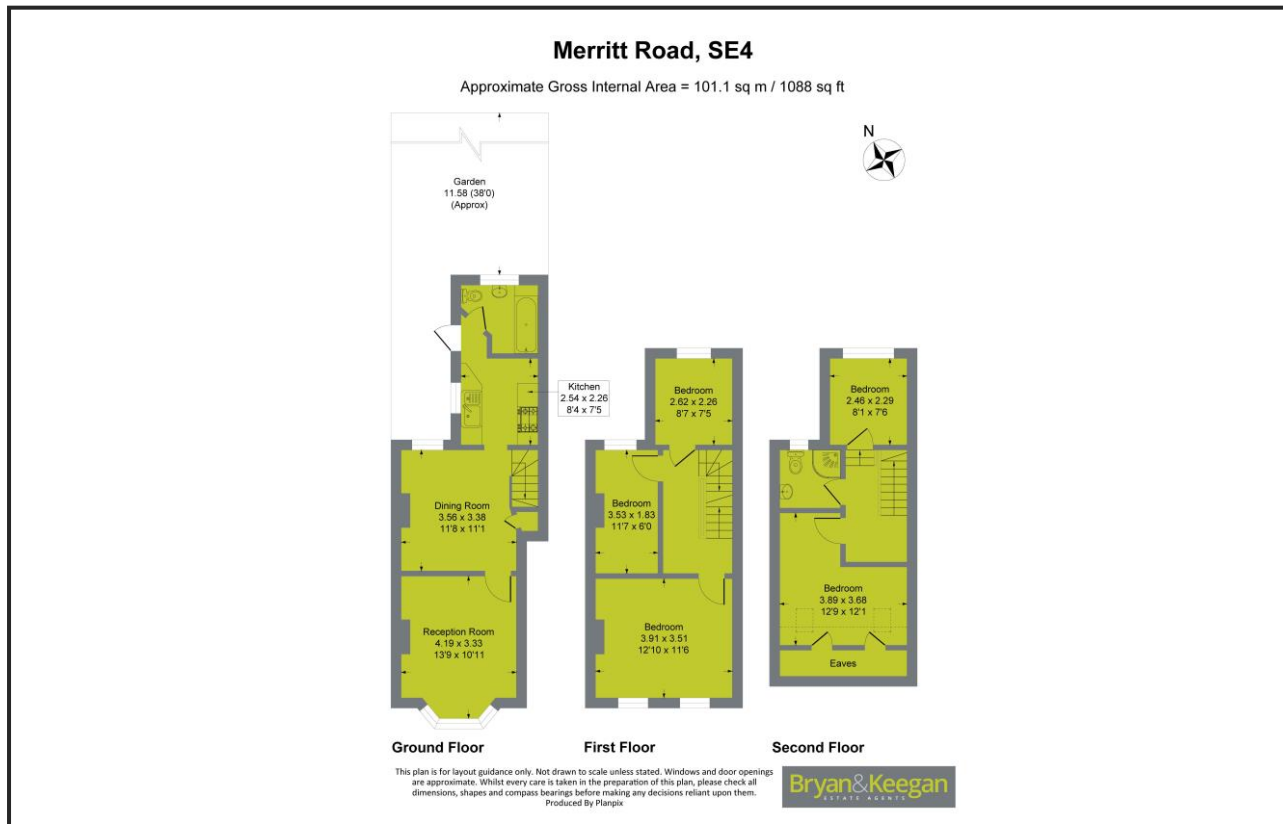 Merritt Road, SE4
Approximate Gross Internal Area = 101.1 sq m / 1088 sq ft
N
Garden
11.58 (38'0)
(Approx)
Kitchen
2.54 x 2.26
8'4 x 7'5
Dining Room
3.56 x 3.38
11'8 x 11'1
Reception Room
4.19 x 3.33
13'9 x 10'11
Ground Floor
Bedroom
2.62 x 2.26
8'7 x 7'5
Bedroom
3.53 x 1.83
11'7 x 6'0
Bedroom
3.91 x 3.51
12'10 x 11'6
First Floor
Bedroom
2.46 x 2.29
8'1 x 7'6
Bedroom
3.89 x 3.68
12'9 x 12'1
Eaves
Second Floor
This plan is for layout guidance only. Not drawn to scale unless stated. Windows and door openings
are approximate. Whilst every care is taken in the preparation of this plan, please check all
dimensions, shapes and compass bearings before making any decisions reliant upon them.
Produced By Planpix
Bryan&Keegan
ESTATE AGENTS